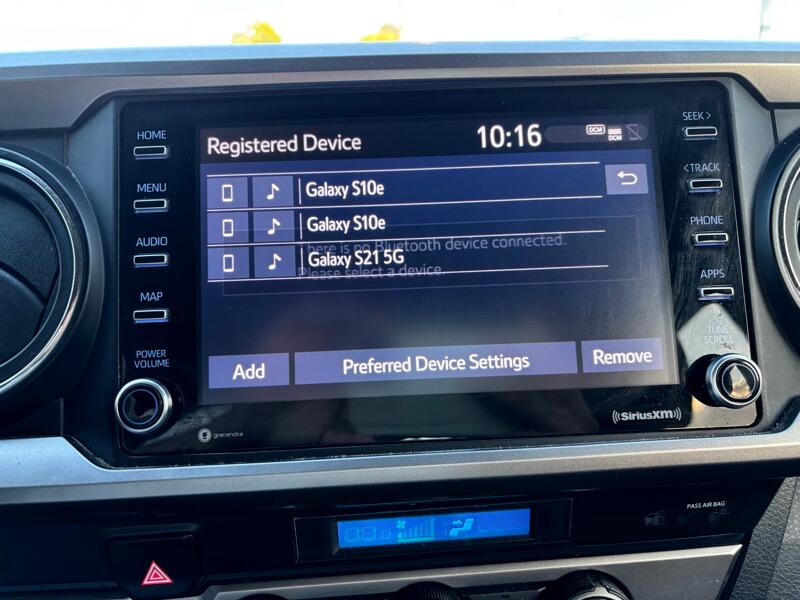 HOME
MENU
AUDIO
MAP
POWER
VOLUME
Registered Device
10:16
DCM
DCM
Galaxy S10e
Galaxy S10e
There is no Bluetooth device connected.
Galaxy S21 5G
Please select a device.
Add
Preferred Device Settings
Remove
SEEK >
< TRACK
PHONE
APPS
TUNE
SCROLL
gracenote
((SiriusXM))
PASS AIR BAG